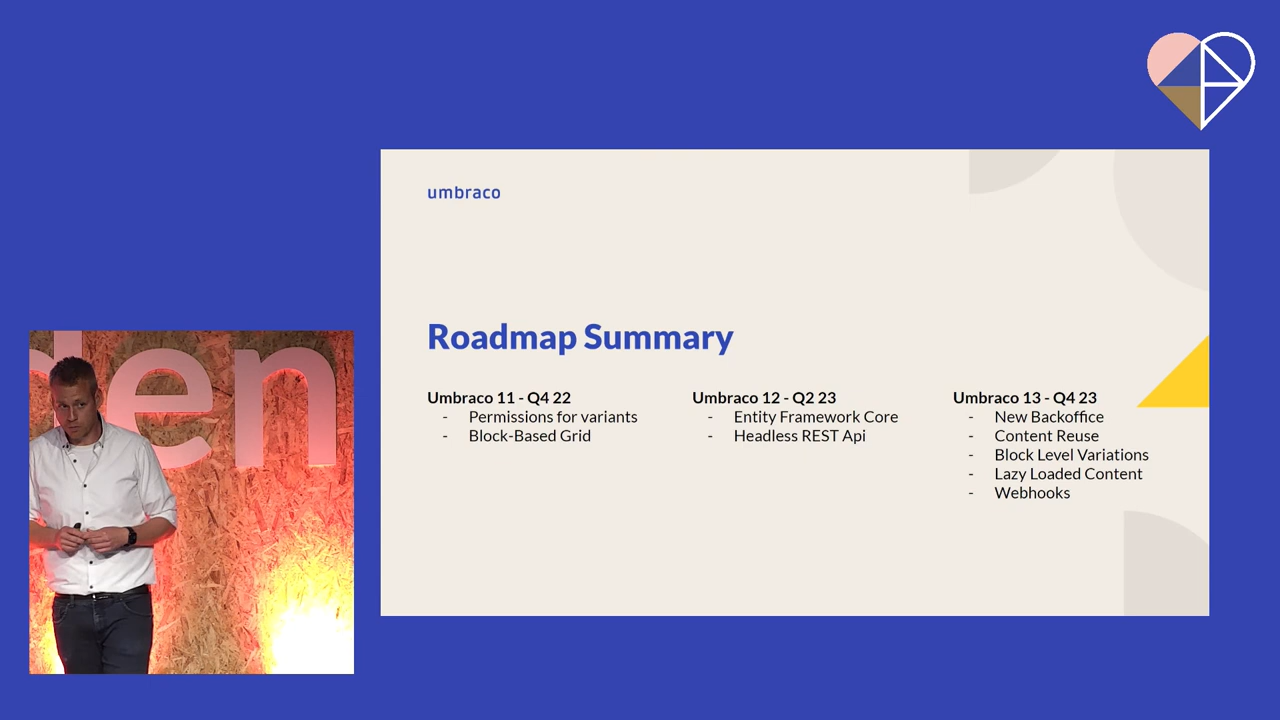 umbraco
Roadmap Summary
Umbraco 11 - Q4 22
- Permissions for variants
- Block-Based Grid
Umbraco 12 - Q2 23
- Entity Framework Core
- Headless REST Api
Umbraco 13 - Q4 23
- New Backoffice
- Content Reuse
- Block Level Variations
- Lazy Loaded Content
- Webhooks
den